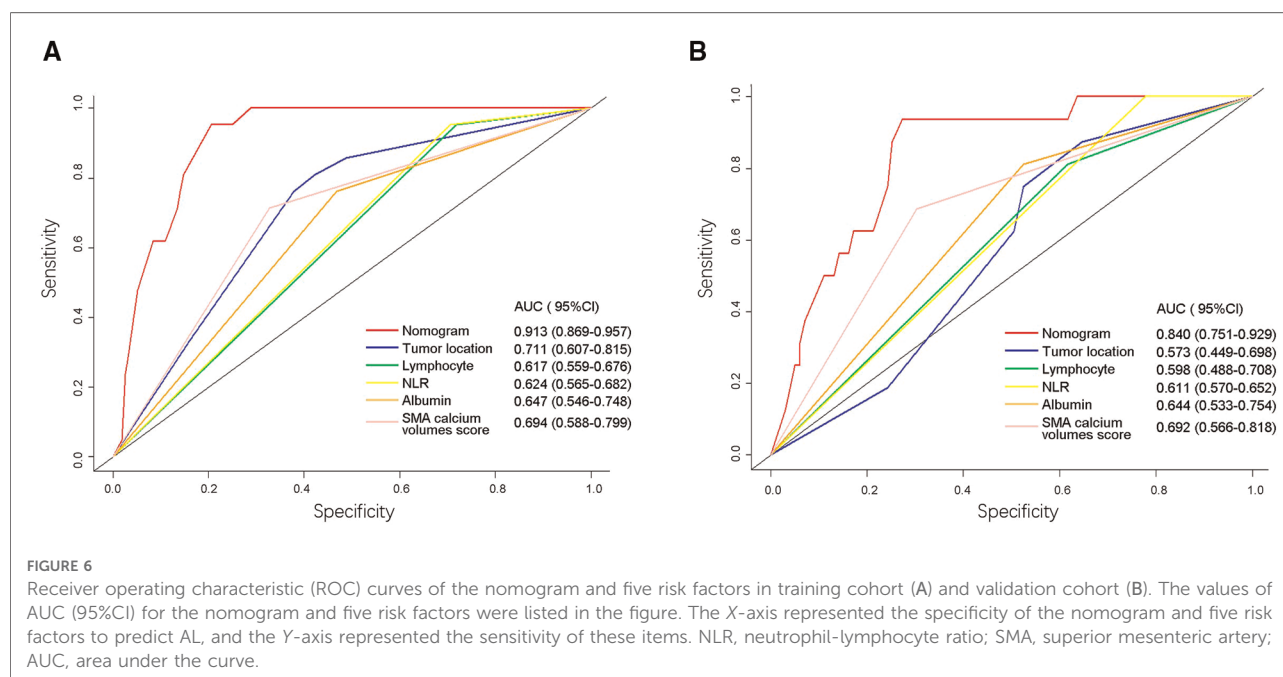 A
Sensitivity
0.0 0.2 0.4 0.6 0.8 1.0
0.0 0.2 0.4 0.6 0.8 1.0
Specificity
AUC ( 95%CI)
Nomogram 0.913 (0.869-0.957)
Tumor location 0.711 (0.607-0.815)
Lymphocyte 0.617 (0.559-0.676)
NLR 0.624 (0.565-0.682)
Albumin 0.647 (0.546-0.748)
SMA calcium
volumes score 0.694 (0.588-0.799)
B
Sensitivity
0.0 0.2 0.4 0.6 0.8 1.0
0.0 0.2 0.4 0.6 0.8 1.0
Specificity
AUC ( 95%CI)
Nomogram 0.840 (0.751-0.929)
Tumor location 0.573 (0.449-0.698)
Lymphocyte 0.598 (0.488-0.708)
NLR 0.611 (0.570-0.652)
Albumin 0.644 (0.533-0.754)
SMA calcium
volumes score 0.692 (0.566-0.818)
FIGURE 6
Receiver operating characteristic (ROC) curves of the nomogram and five risk factors in training cohort (A) and validation cohort (B). The values of
AUC (95%CI) for the nomogram and five risk factors were listed in the figure. The X-axis represented the specificity of the nomogram and five risk
factors to predict AL, and the Y-axis represented the sensitivity of these items. NLR, neutrophil-lymphocyte ratio; SMA, superior mesenteric artery;
AUC, area under the curve.